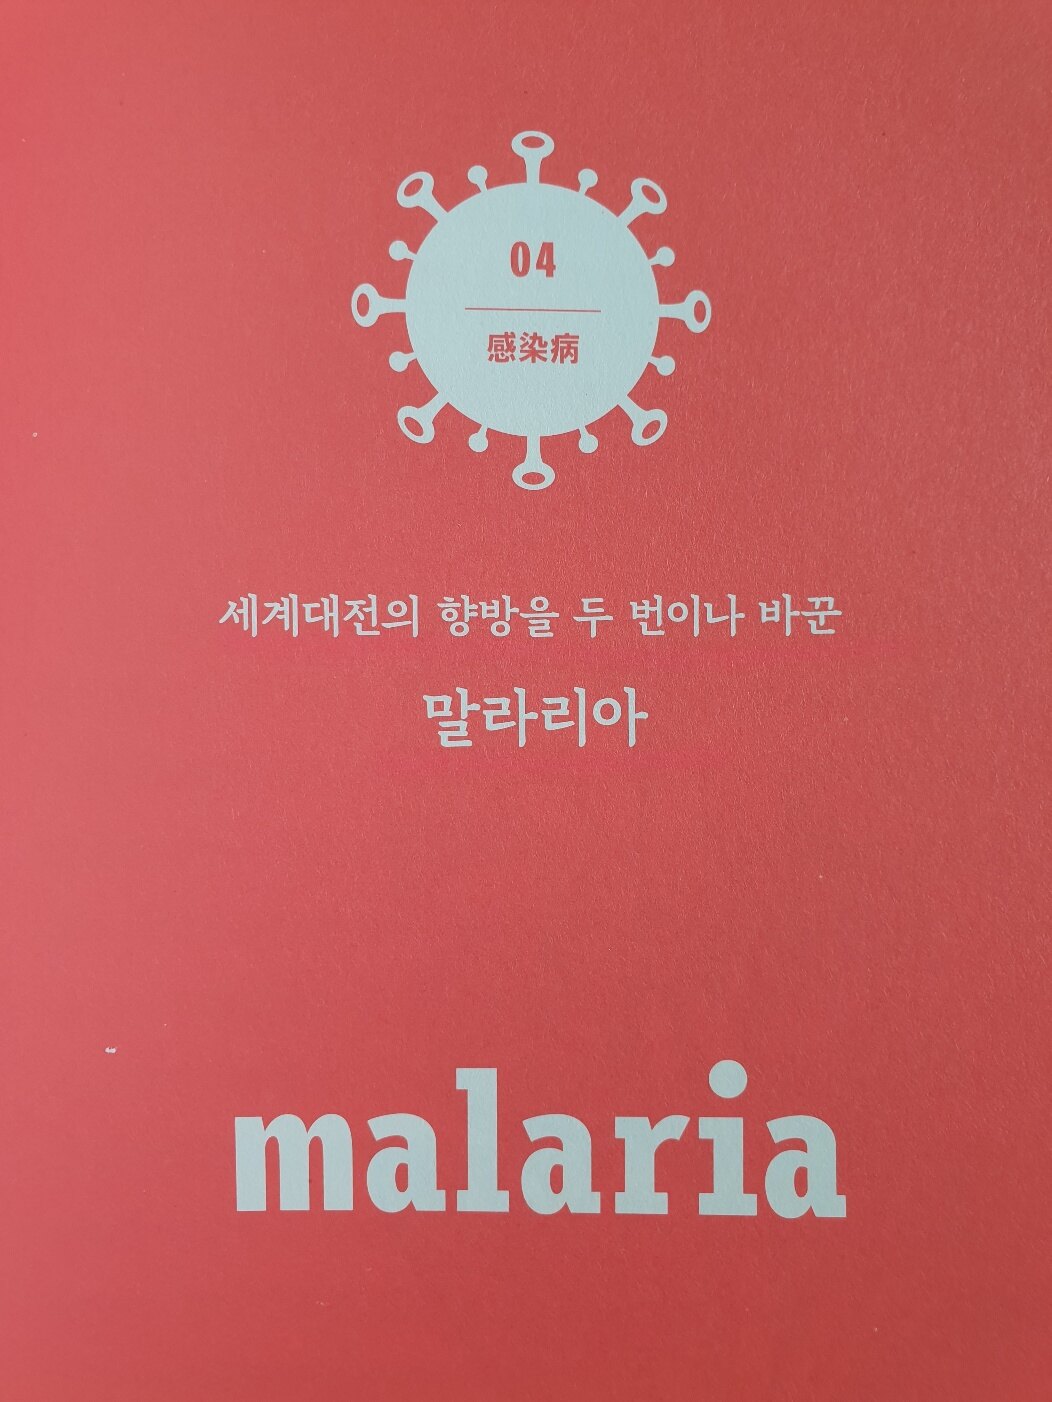 04
感染病
세계대전의 향방을 두 번이나 바꾼
말라리아
malaria